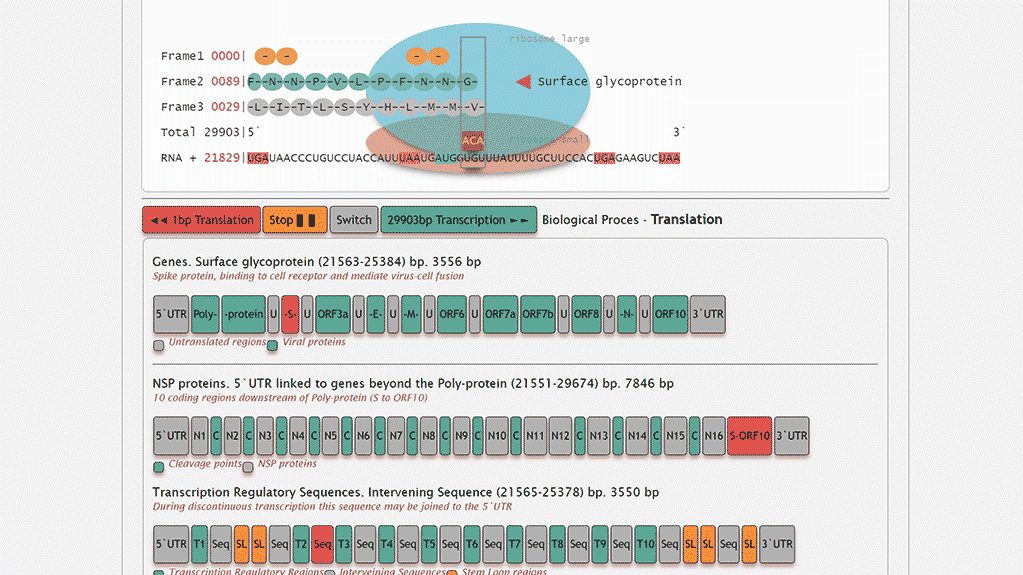 ribosome large
Frame1 0000| - - - -
Frame2 0089|F--N--N--P--V--L--P--F--N--N--G-
Frame3 0029|-L--I--T--L--S--Y--H--L--M--M--V-
Surface glycoprotein
Total 29903|5` 3`
ACA
ribosome small
RNA + 21829|UGAUAACCCUGUCCUACCAUUUAAUGAUGGUGUUUAUUUUGCUUCCACUGAGAAGUCUAA
◄◄ 1bp Translation Stop ▌▌ Switch 29903bp Transcription ►► Biological Proces - Translation
Genes. Surface glycoprotein (21563-25384) bp. 3556 bp
Spike protein, binding to cell receptor and mediate virus-cell fusion
5`UTR Poly- -protein U -S- U ORF3a U -E- U -M- U ORF6 U ORF7a ORF7b U ORF8 U -N- U ORF10 3`UTR
Untranslated regions Viral proteins
NSP proteins. 5`UTR linked to genes beyond the Poly-protein (21551-29674) bp. 7846 bp
10 coding regions downstream of Poly-protein (S to ORF10)
5`UTR N1 C N2 C N3 C N4 C N5 C N6 C N7 C N8 C N9 C N10 C N11 N12 C N13 C N14 C N15 C N16 S-ORF10 3`UTR
Cleavage points NSP proteins
Transcription Regulatory Sequences. Intervening Sequence (21565-25378) bp. 3550 bp
During discontinuous transcription this sequence may be joined to the 5`UTR
5`UTR T1 Seq SL SL Seq T2 Seq T3 Seq T4 Seq T5 Seq T6 Seq T7 Seq T8 Seq T9 Seq T10 Seq SL SL Seq SL 3`UTR
Transcription Regulatory Regions Intervening Sequences Stem Loop regions